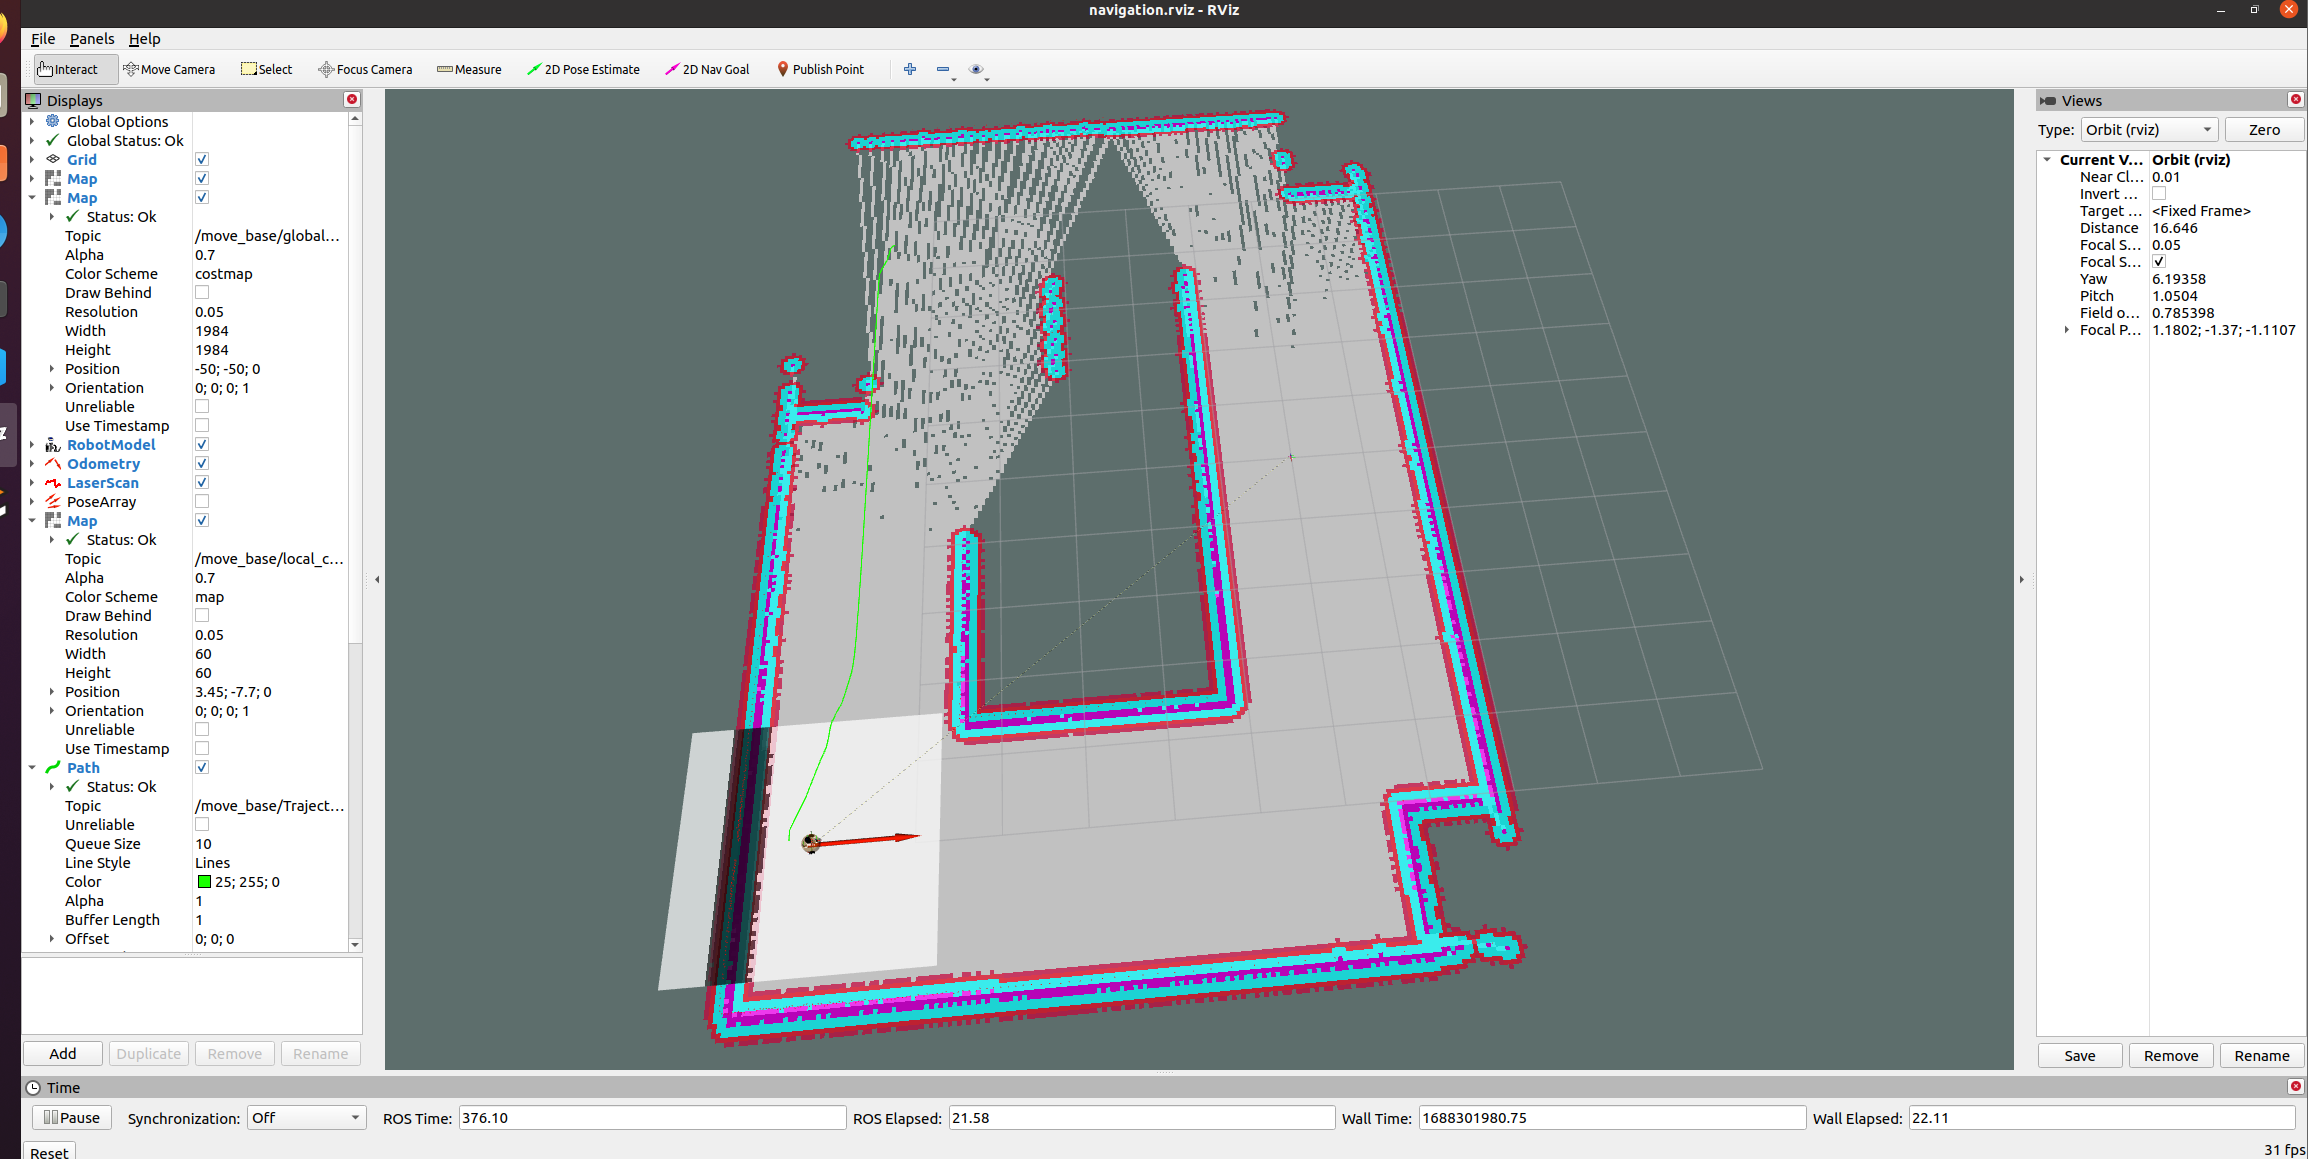 navigation.rviz - RViz
File Panels Help
Interact Move Camera Select Focus Camera Measure 2D Pose Estimate 2D Nav Goal Publish Point
Displays
Global Options
Global Status: Ok
Grid
Map
Map
Status: Ok
Topic /move_base/global...
Alpha 0.7
Color Scheme costmap
Draw Behind
Resolution 0.05
Width 1984
Height 1984
Position -50; -50; 0
Orientation 0; 0; 0; 1
Unreliable
Use Timestamp
RobotModel
Odometry
LaserScan
PoseArray
Map
Status: Ok
Topic /move_base/local_c...
Alpha 0.7
Color Scheme map
Draw Behind
Resolution 0.05
Width 60
Height 60
Position 3.45; -7.7; 0
Orientation 0; 0; 0; 1
Unreliable
Use Timestamp
Path
Status: Ok
Topic /move_base/Traject...
Unreliable
Queue Size 10
Line Style Lines
Color 25; 255; 0
Alpha 1
Buffer Length 1
Offset 0; 0; 0
Add Duplicate Remove Rename
Views
Type: Orbit (rviz) Zero
Current V... Orbit (rviz)
Near Cl... 0.01
Invert ...
Target ... <Fixed Frame>
Distance 16.646
Focal S... 0.05
Focal S...
Yaw 6.19358
Pitch 1.0504
Field o... 0.785398
Focal P... 1.1802; -1.37; -1.1107
Save Remove Rename
Time
Pause Synchronization: Off ROS Time: 376.10 ROS Elapsed: 21.58 Wall Time: 1688301980.75 Wall Elapsed: 22.11
Reset
31 fps